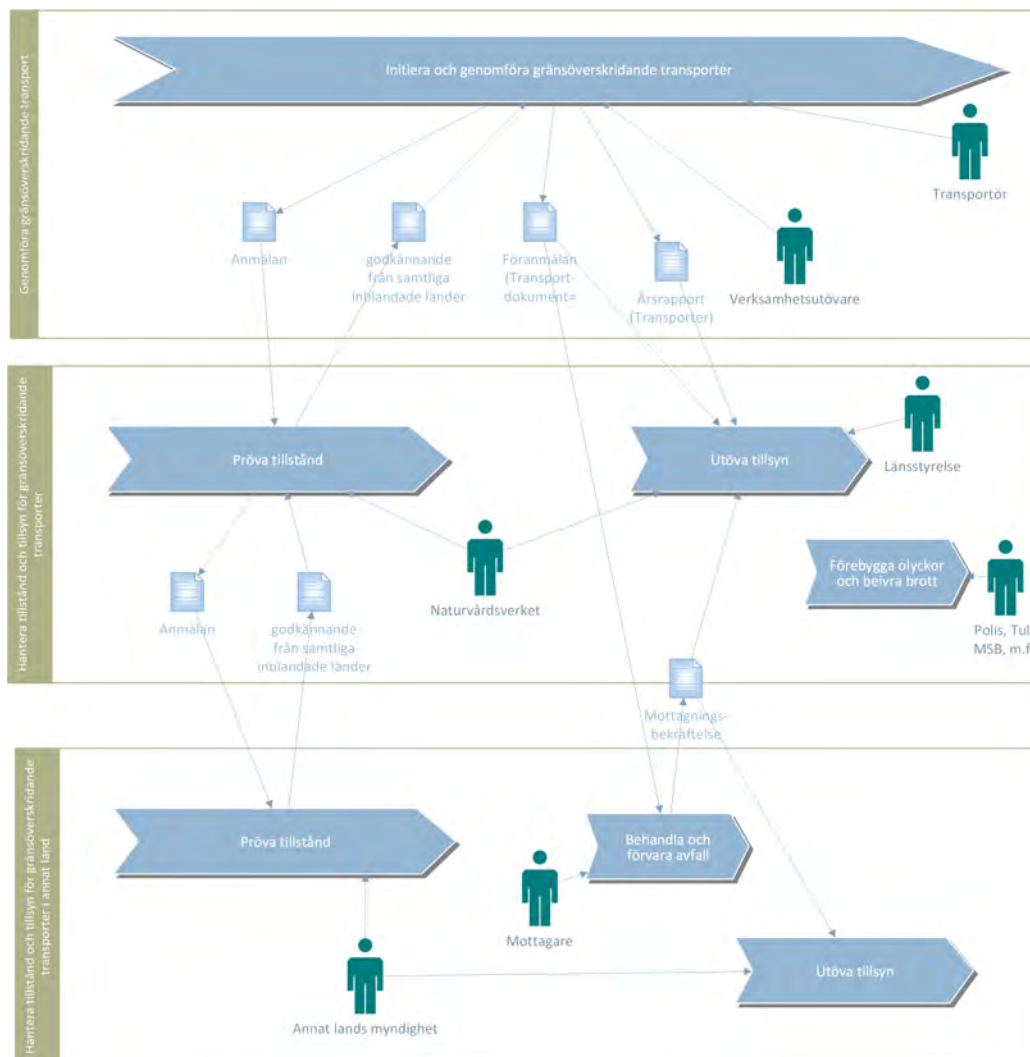 Genomföra gränsöverskridande transport
Initiera och genomföra gränsöverskridande transporter
Transportör
Anmälan
godkännande
från samtliga
inblandade länder
Föranmälan
(Transport-
dokument=
Årsrapport
(Transporter)
Verksamhetsutövare
Hantera tillstånd och tillsyn för gränsöverskridande
transporter
Pröva tillstånd
Utöva tillsyn
Länsstyrelse
Naturvårdsverket
Förebygga olyckor
och beivra brott
Polis, Tul
MSB, m.f
Anmälan
godkännande
från samtliga
inblandade länder
Mottagnings-
bekräftelse
Hantera tillstånd och tillsyn för gränsöverskridande
transporter i annat land
Pröva tillstånd
Behandla och
förvara avfall
Mottagare
Utöva tillsyn
Annat lands myndighet